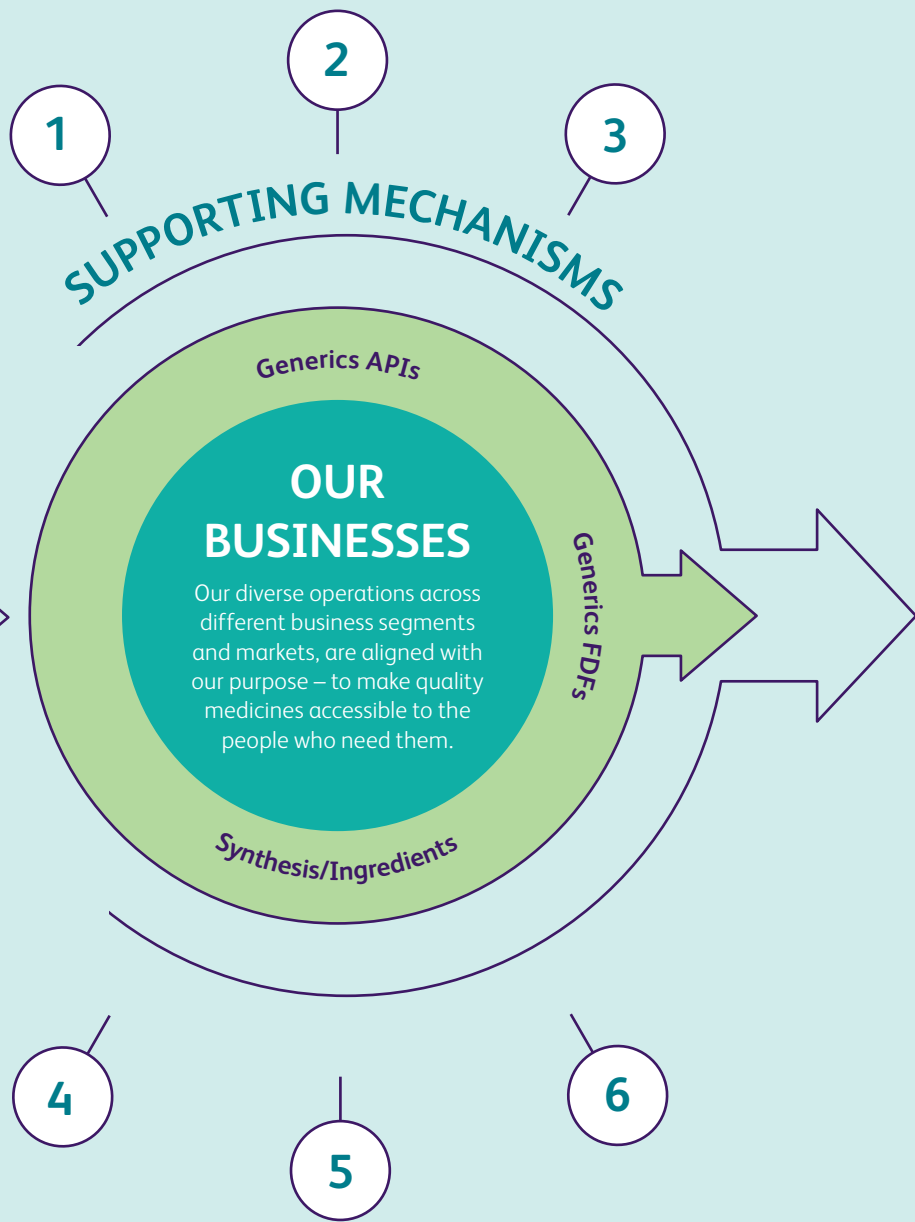 1
2
3
SUPPORTING MECHANISMS
Generics APIs
OUR
BUSINESSES
Our diverse operations across
different business segments
and markets, are aligned with
our purpose – to make quality
medicines accessible to the
people who need them.
Generics FDFs
Synthesis/Ingredients
4
5
6